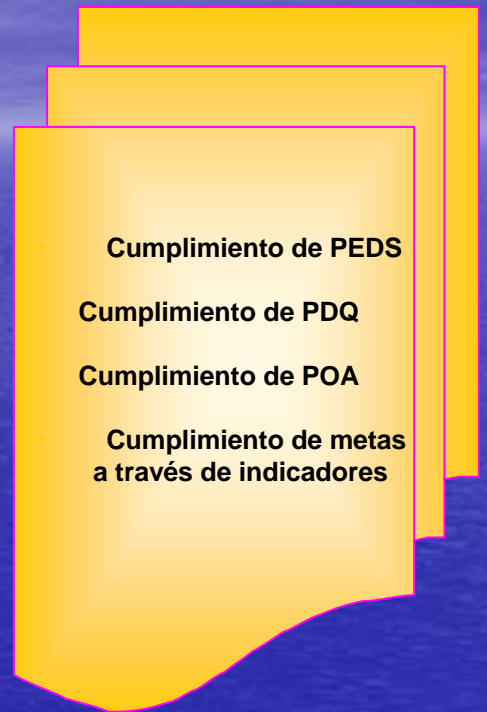 - Cumplimiento de PEDS
Cumplimiento de PDQ
Cumplimiento de POA
- Cumplimiento de metas
a través de indicadores